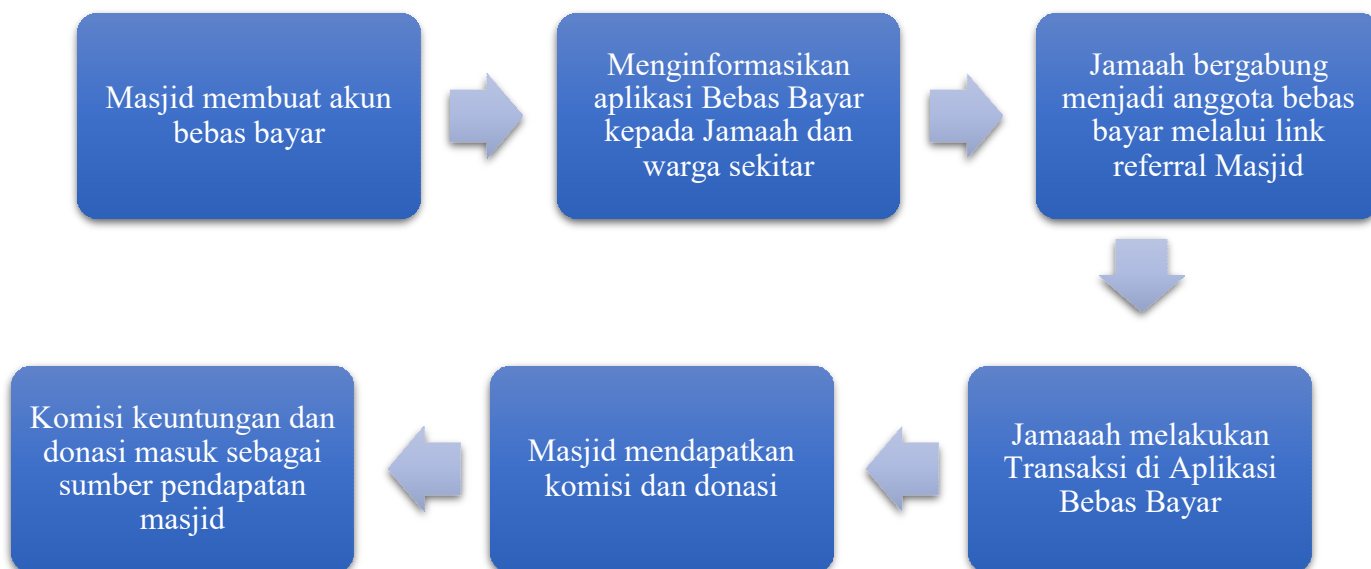 Masjid membuat akun
bebas bayar
Menginformasikan
aplikasi Bebas Bayar
kepada Jamaah dan
warga sekitar
Jamaah bergabung
menjadi anggota bebas
bayar melalui link
referral Masjid
Jamaaah melakukan
Transaksi di Aplikasi
Bebas Bayar
Masjid mendapatkan
komisi dan donasi
Komisi keuntungan dan
donasi masuk sebagai
sumber pendapatan
masjid